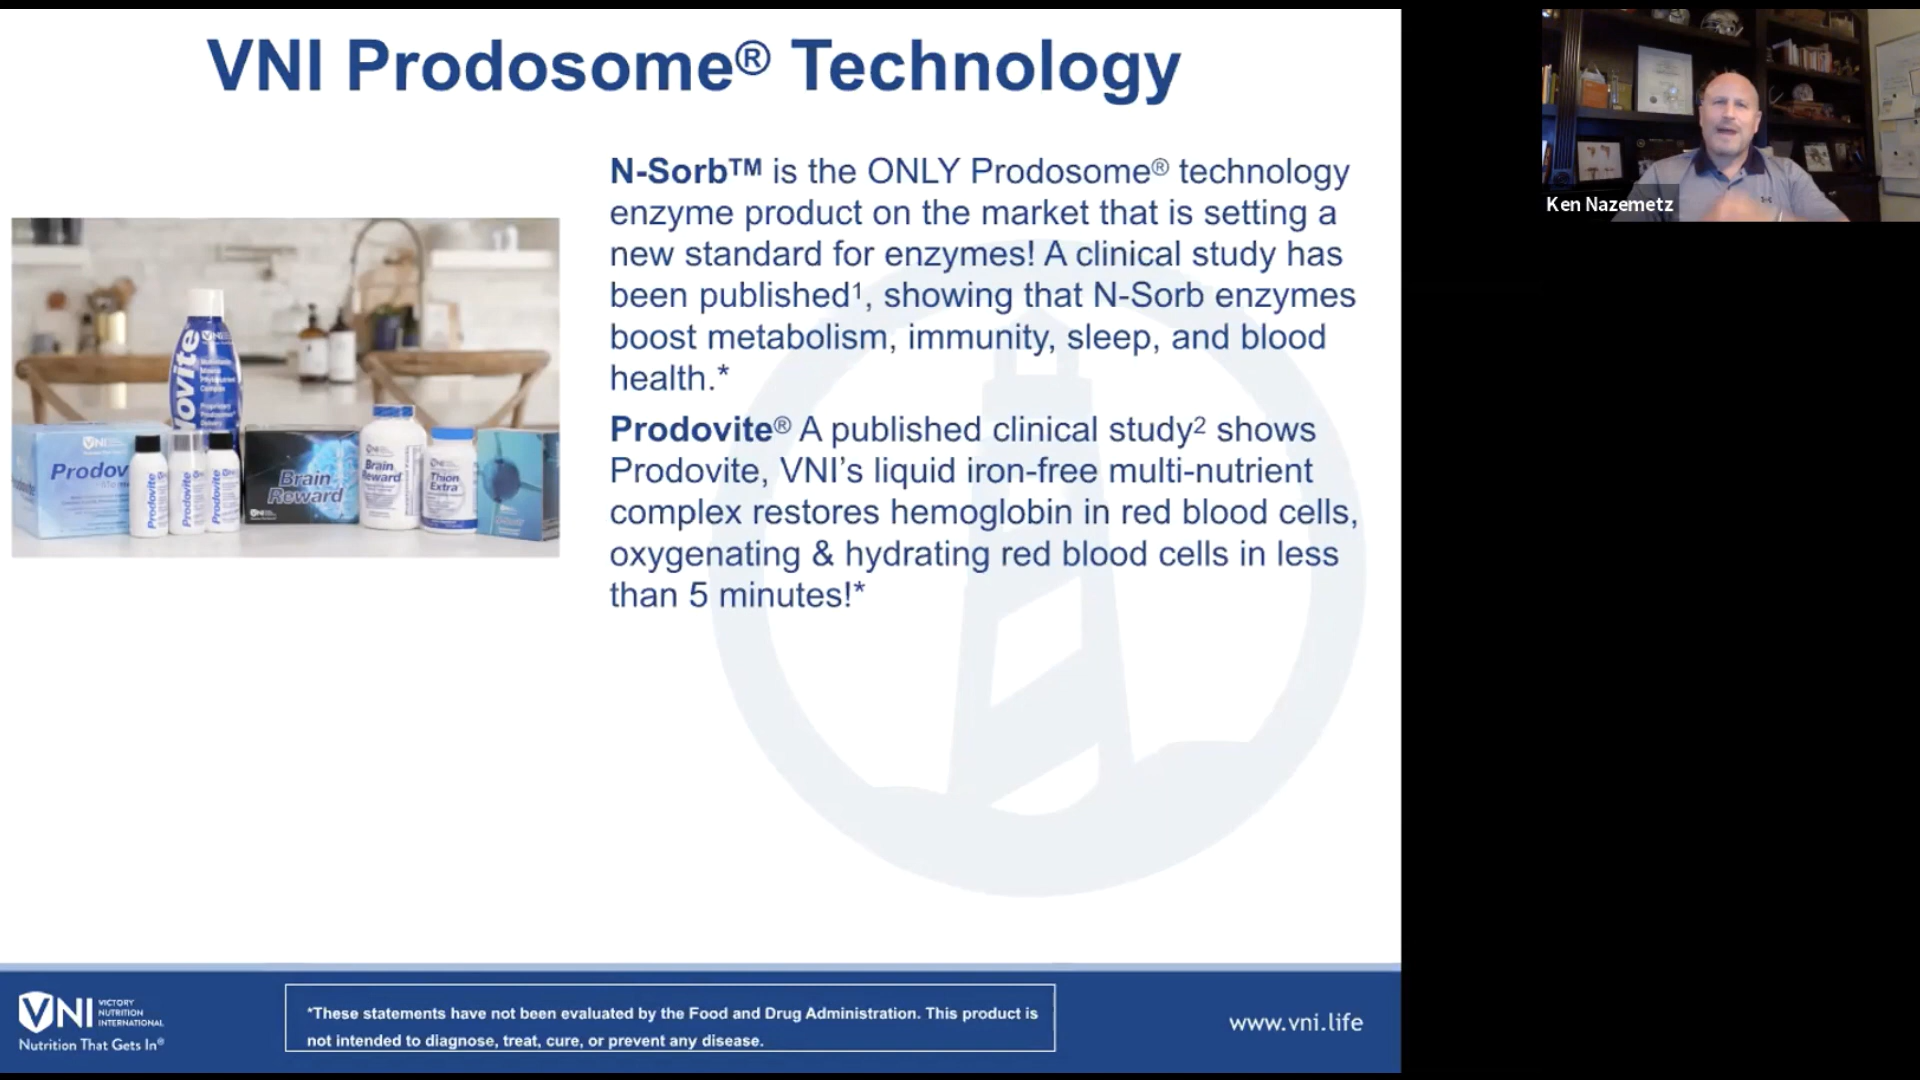 VNI Prodosome® Technology
N-Sorb™ is the ONLY Prodosome® technology
enzyme product on the market that is setting a
new standard for enzymes! A clinical study has
been published¹, showing that N-Sorb enzymes
boost metabolism, immunity, sleep, and blood
health.*
Prodovite® A published clinical study² shows
Prodovite, VNI’s liquid iron-free multi-nutrient
complex restores hemoglobin in red blood cells,
oxygenating & hydrating red blood cells in less
than 5 minutes!*
Ken Nazemetz
ovite
VNI
Prodov
Prodovite
Prodovite
Prodovite
Brain
Reward
VNI
Brain
Reward
Thion
Extra
VNI
VICTORY
NUTRITION
INTERNATIONAL
Nutrition That Gets In®
*These statements have not been evaluated by the Food and Drug Administration. This product is
not intended to diagnose, treat, cure, or prevent any disease.
www.vni.life